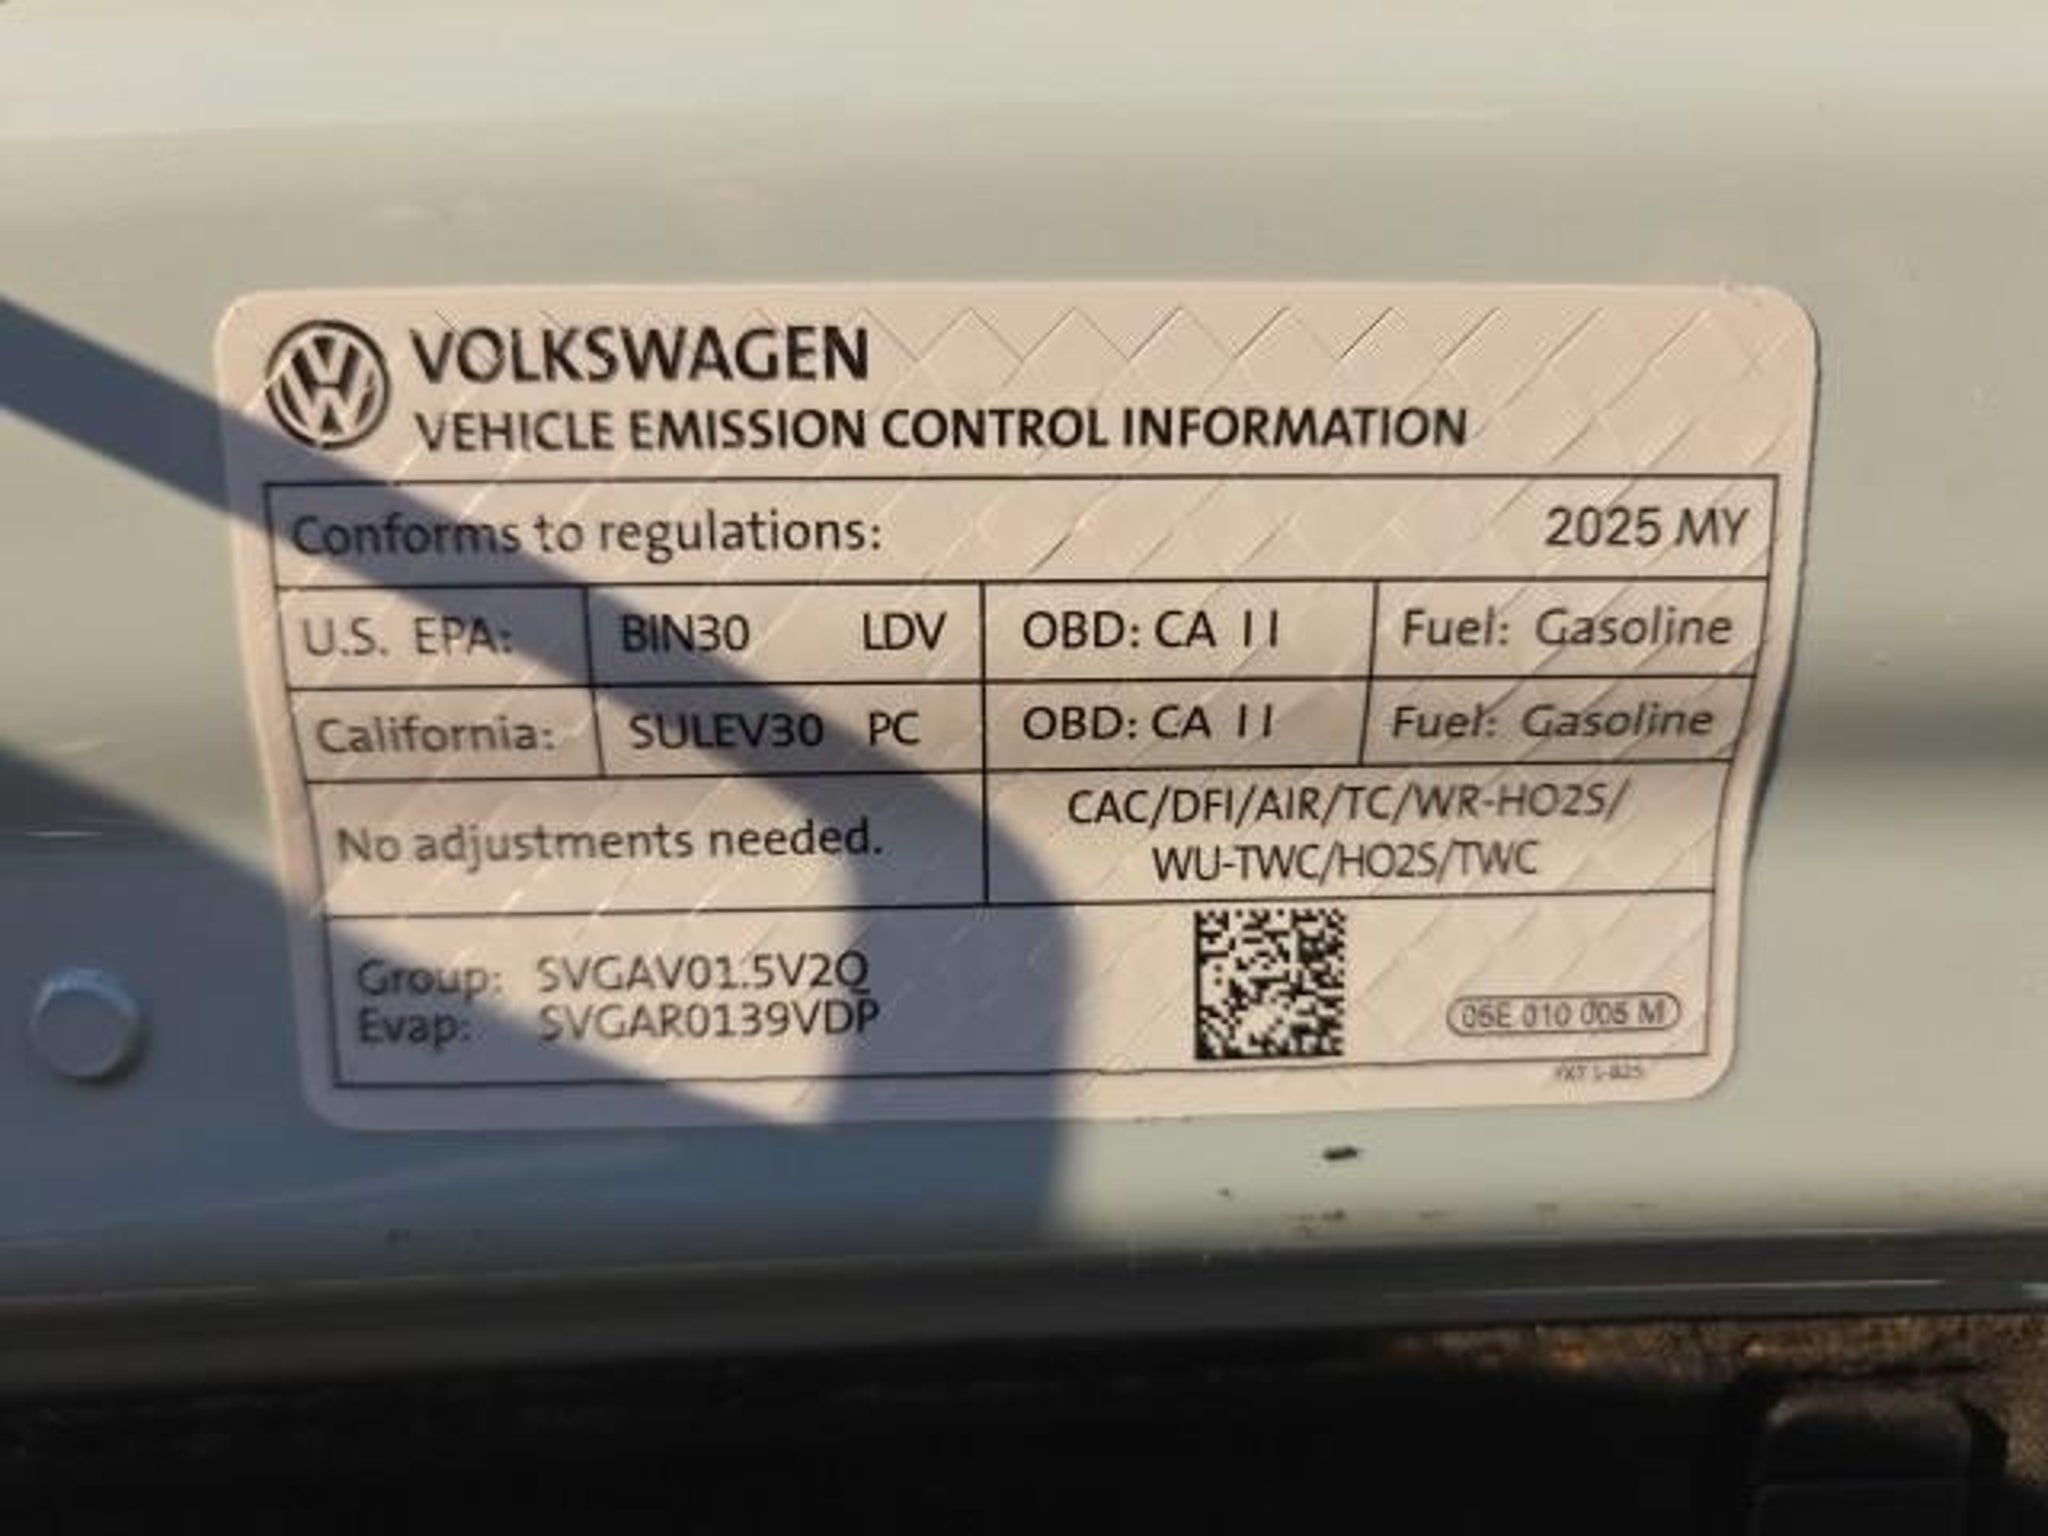 VOLKSWAGEN
VEHICLE EMISSION CONTROL INFORMATION
Conforms to regulations: 2025 MY
U.S. EPA: BIN30 LDV OBD: CA II Fuel: Gasoline
California: SULEV30 PC OBD: CA II Fuel: Gasoline
No adjustments needed.
CAC/DFI/AIR/TC/WR-HO2S/
WU-TWC/HO2S/TWC
Group: SVGAV01.5V2Q
Evap: SVGAR0139VDP
05E 010 005 M